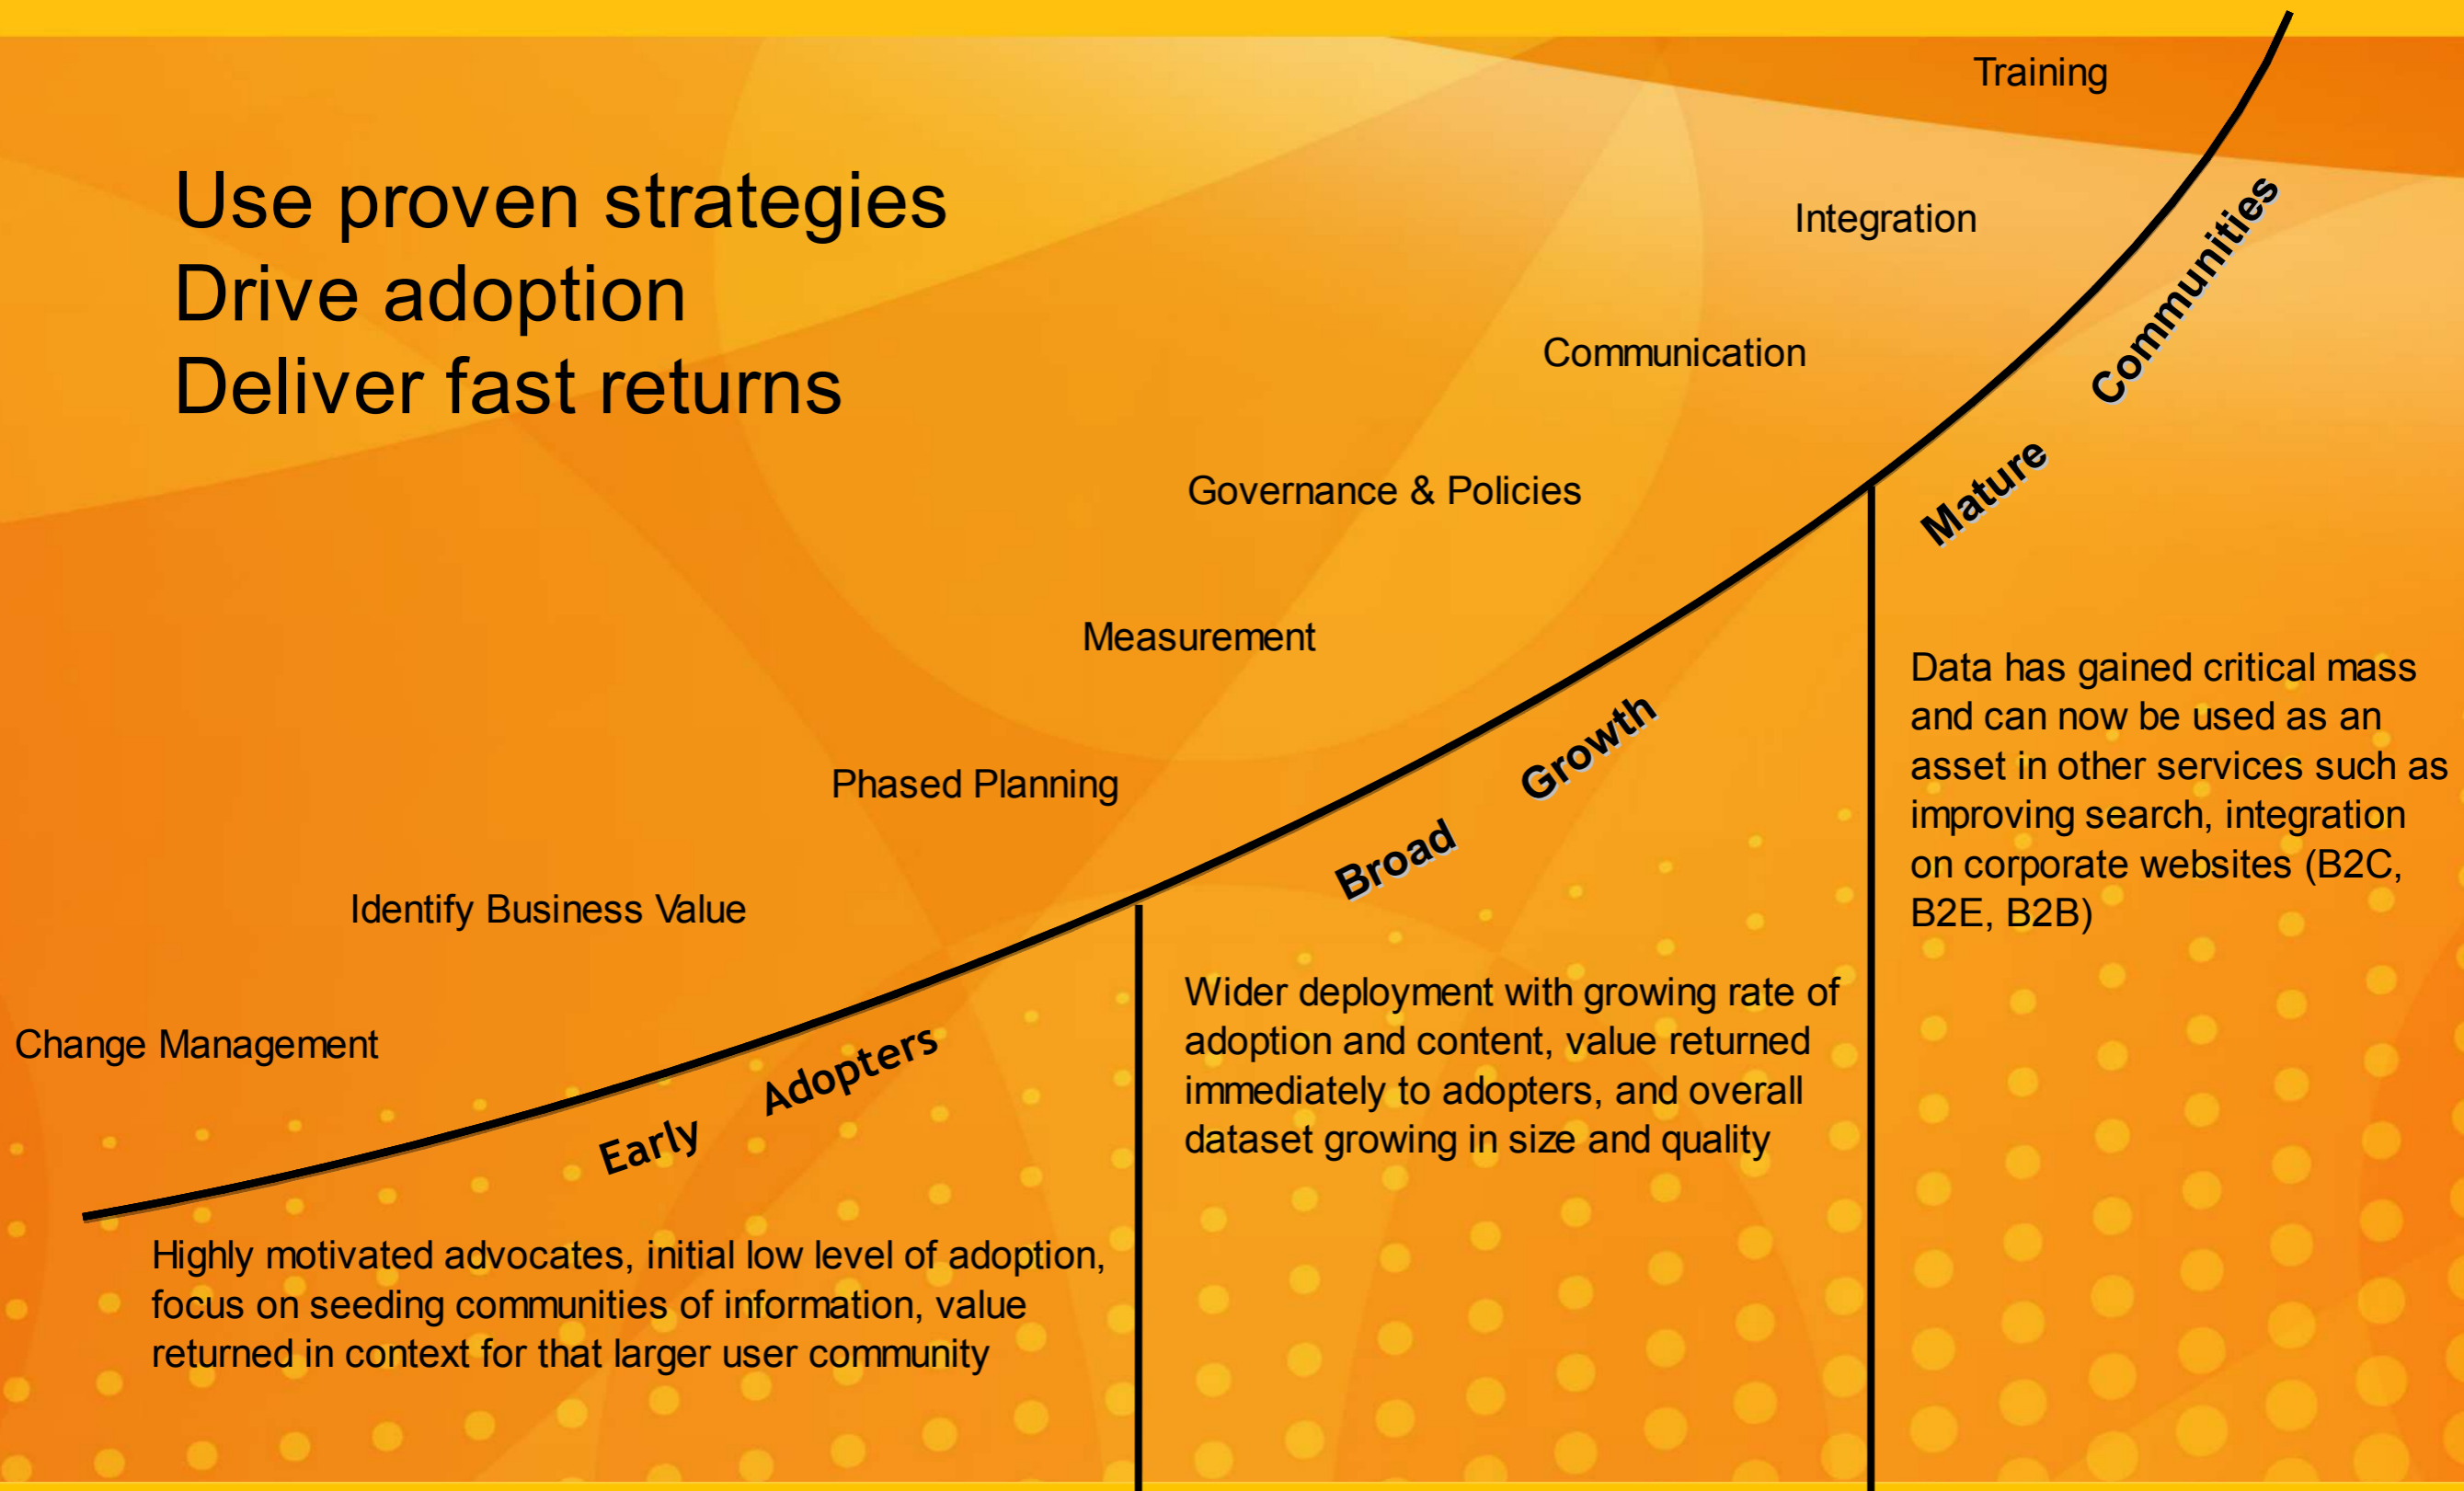 Use proven strategies
Drive adoption
Deliver fast returns
Training
Integration
Communication
Governance & Policies
Measurement
Phased Planning
Identify Business Value
Change Management
Early Adopters
Highly motivated advocates, initial low level of adoption,
focus on seeding communities of information, value
returned in context for that larger user community
Broad Growth
Wider deployment with growing rate of
adoption and content, value returned
immediately to adopters, and overall
dataset growing in size and quality
Mature Communities
Data has gained critical mass
and can now be used as an
asset in other services such as
improving search, integration
on corporate websites (B2C,
B2E, B2B)